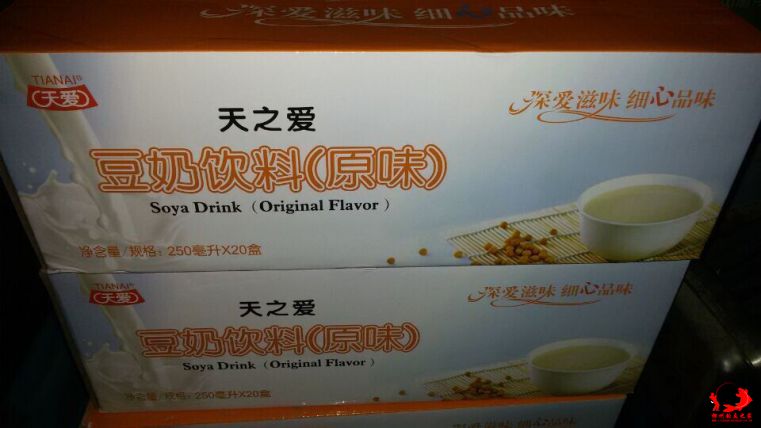 深爱滋味 细心品味
TIANAI®
天爱
深爱滋味 细心品味
天之爱
豆奶饮料(原味)
Soya Drink (Original Flavor)
净含量/规格: 250毫升X20盒
TIANAI
天爱
深爱滋味 细心品味
天之爱
豆奶饮料(原味)
Soya Drink (Original Flavor)
净含量/规格: 250毫升X20盒